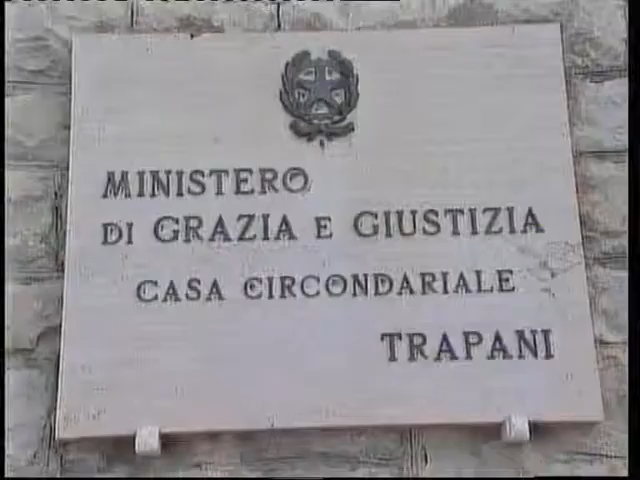 MINISTERO
DI GRAZIA E GIUSTIZIA
CASA CIRCONDARIALE
TRAPANI